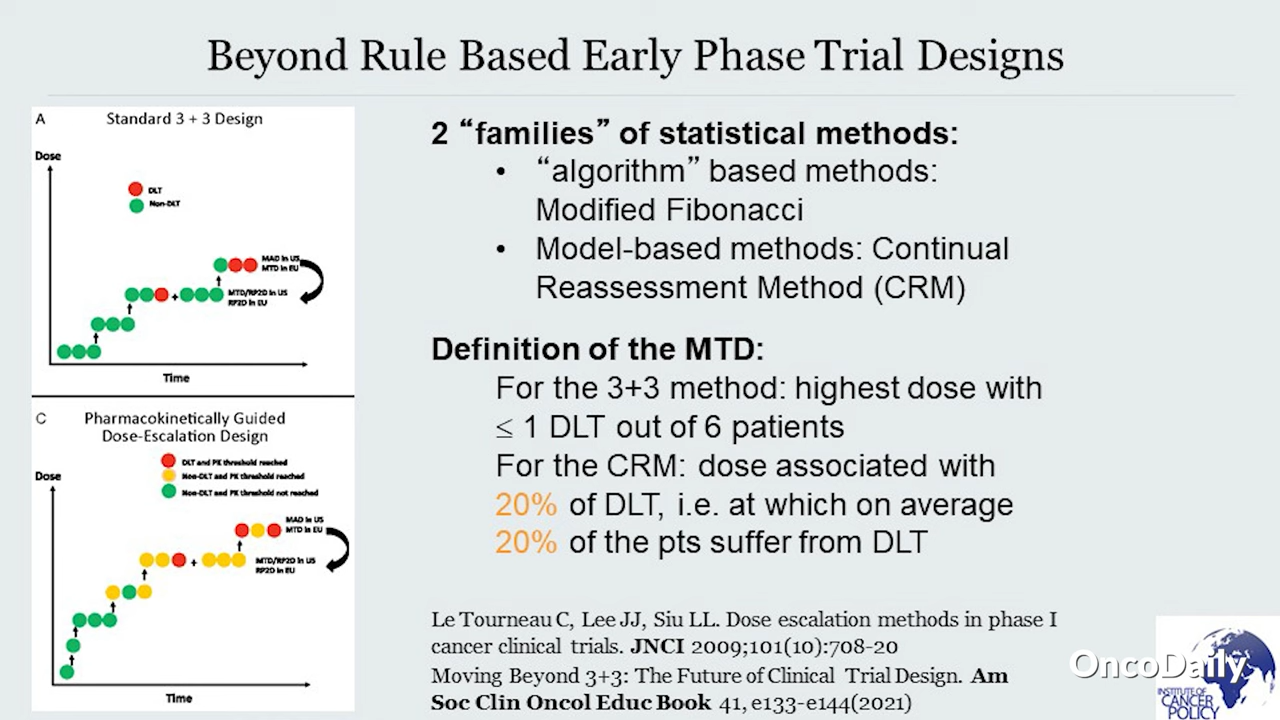 Beyond Rule Based Early Phase Trial Designs
A
Standard 3 + 3 Design
Dose
DLT
Non-DLT
MAD in US
MTD in EU
+
MTD/RP2D in US
RP2D in EU
Time
C
Pharmacokinetically Guided
Dose-Escalation Design
DLT and PK threshold reached
Non-DLT and PK threshold reached
Non-DLT and PK threshold not reached
Dose
MAD in US
MTD in EU
+
MTD/RP2D in US
RP2D in EU
Time
2 “families” of statistical methods:
• “algorithm” based methods:
Modified Fibonacci
• Model-based methods: Continual
Reassessment Method (CRM)
Definition of the MTD:
For the 3+3 method: highest dose with
≤ 1 DLT out of 6 patients
For the CRM: dose associated with
20% of DLT, i.e. at which on average
20% of the pts suffer from DLT
Le Tourneau C, Lee JJ, Siu LL. Dose escalation methods in phase I
cancer clinical trials. JNCI 2009;101(10):708-20
Moving Beyond 3+3: The Future of Clinical Trial Design. Am
Soc Clin Oncol Educ Book 41, e133-e144(2021)
OncoDaily
INSTITUTE OF
CANCER
POLICY